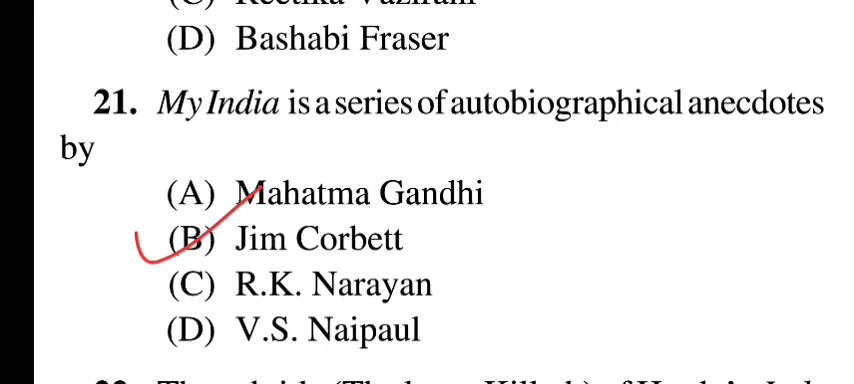 (D) Bashabi Fraser
21. My India is a series of autobiographical anecdotes
by
(A) Mahatma Gandhi
(B) Jim Corbett
(C) R.K. Narayan
(D) V.S. Naipaul